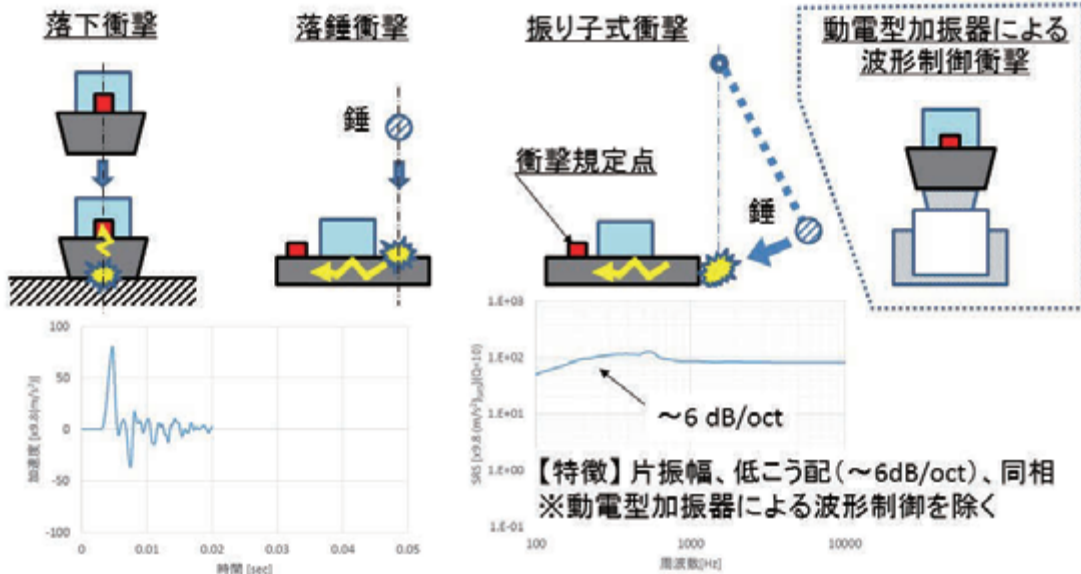 落下衝撃
落錘衝撃
振り子式衝撃
動電型加振器による
波形制御衝撃
錘
衝撃規定点
錘
100
50
0
-50
-100
加速度 [x9.8(m/s²)]
0
0.01
0.02
0.03
0.04
0.05
時間 [sec]
1.E+03
1.E+02
1.E+01
1.E+00
1.E-01
～6 dB/oct
【特徴】片振幅、低こう配（～6dB/oct）、同相
※動電型加振器による波形制御を除く
100
1000
10000
周波数[Hz]